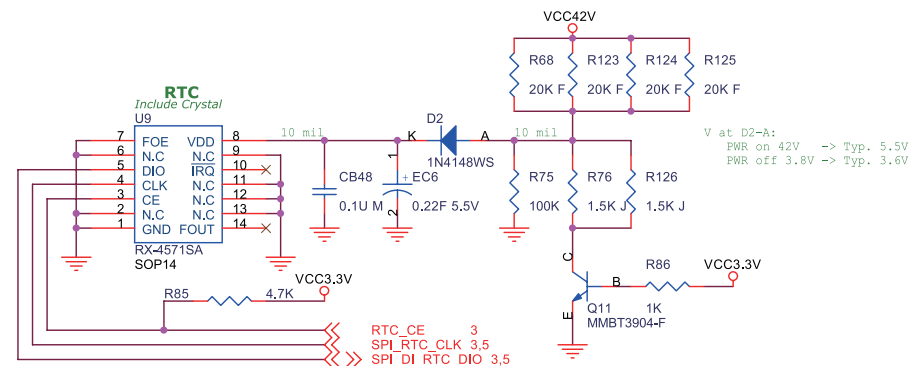 VCC42V
R68
R123
R124
R125
20K F
20K F
20K F
20K F
RTC
Include Crystal
U9
7 FOE VDD 8
6 N.C N.C 9
5 DIO IRQ 10
4 CLK N.C 11
3 CE N.C 12
2 N.C N.C 13
1 GND FOUT 14
RX-4571SA
SOP14
10 mil
D2
K
A
1N4148WS
10 mil
V at D2-A:
PWR on 42V -> Typ. 5.5V
PWR off 3.8V -> Typ. 3.6V
CB48
0.1U M
1
+
EC6
2
0.22F 5.5V
R75
100K
R76
1.5K J
R126
1.5K J
C
B
E
Q11
MMBT3904-F
R86
1K
VCC3.3V
R85
4.7K
VCC3.3V
RTC_CE 3
SPI_RTC_CLK 3,5
SPI_DI_RTC_DIO 3,5